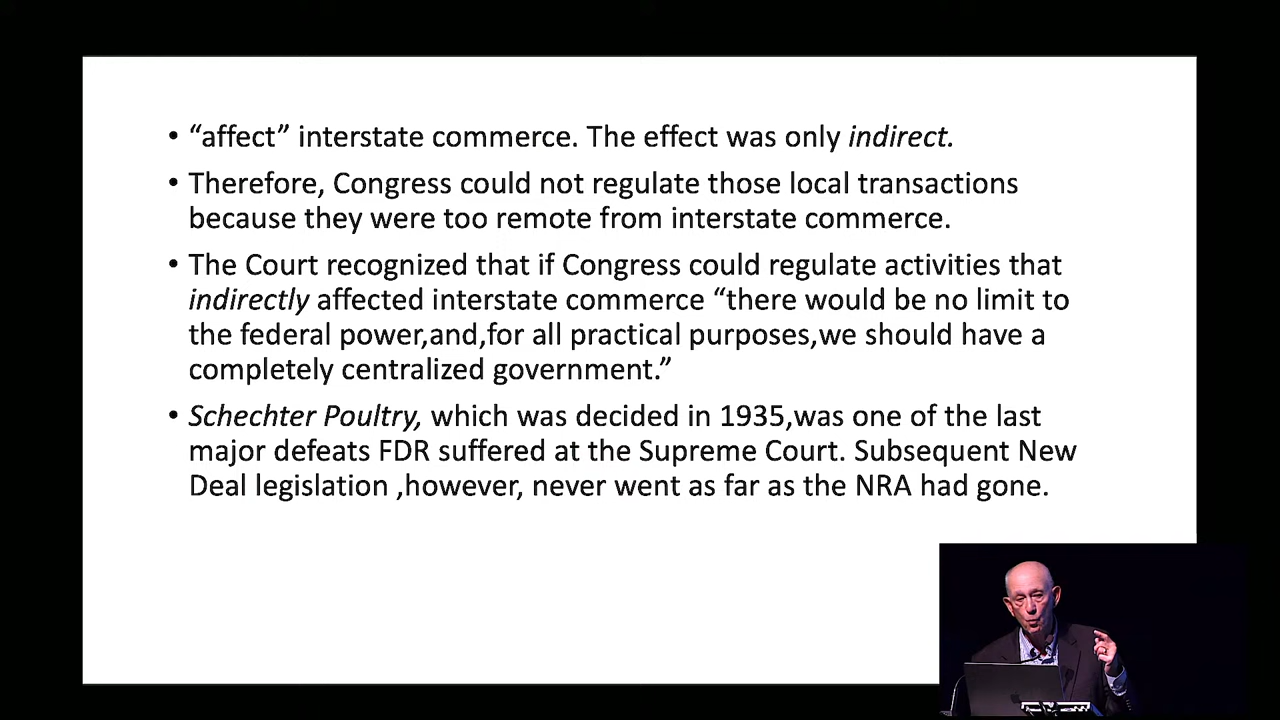 • “affect” interstate commerce. The effect was only indirect.
• Therefore, Congress could not regulate those local transactions
because they were too remote from interstate commerce.
• The Court recognized that if Congress could regulate activities that
indirectly affected interstate commerce “there would be no limit to
the federal power,and,for all practical purposes,we should have a
completely centralized government.”
• Schechter Poultry, which was decided in 1935,was one of the last
major defeats FDR suffered at the Supreme Court. Subsequent New
Deal legislation ,however, never went as far as the NRA had gone.